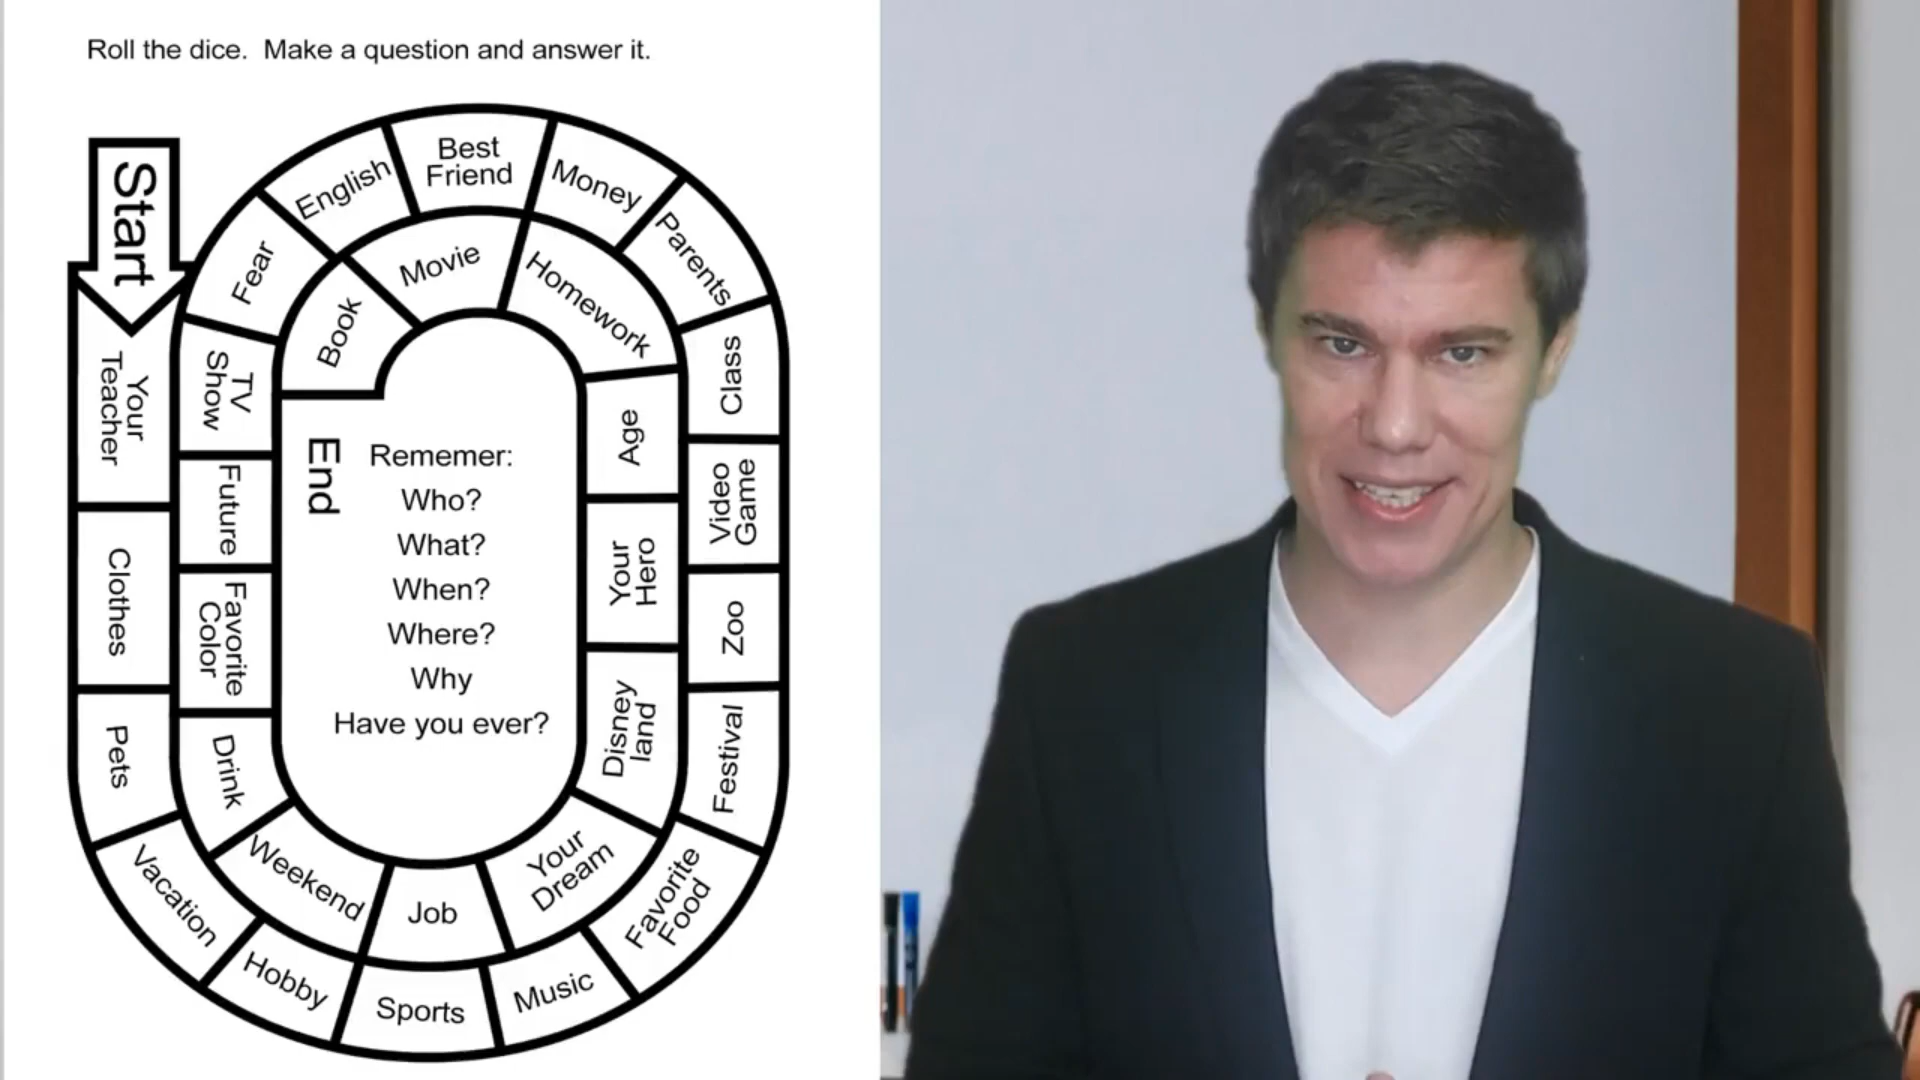 Roll the dice.  Make a question and answer it.
Start
Your
Teacher
Clothes
Pets
Vacation
Hobby
Sports
Music
Favorite
Food
Festival
Zoo
Video
Game
Class
Parents
Money
Best
Friend
English
Fear
TV
Show
Future
Favorite
Color
Drink
Weekend
Job
Your
Dream
Disney
land
Your
Hero
Age
Homework
Movie
Book
End
Rememer:
Who?
What?
When?
Where?
Why
Have you ever?